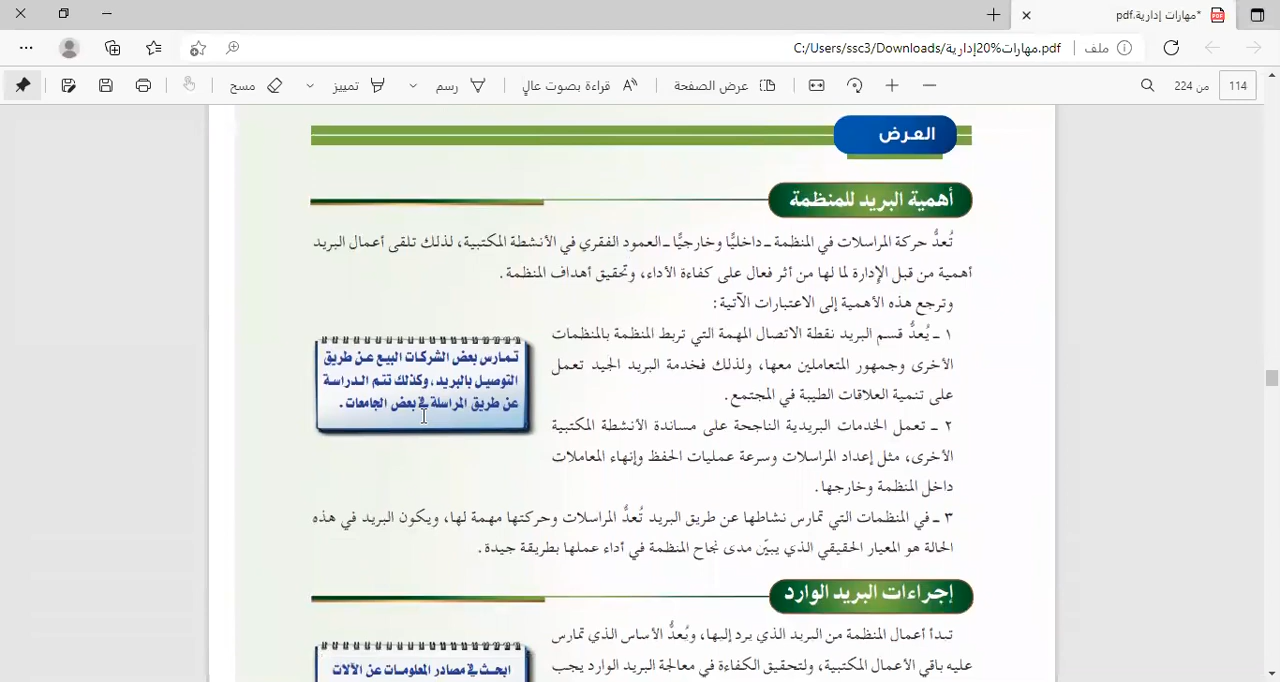 مهارات إدارية.pdf*
ملف
C:/Users/ssc3/Downloads/مهارات%20إدارية.pdf
114
من 224
عرض الصفحة
قراءة بصوت عالٍ
رسم
تمييز
مسح
العرض
أهمية البريد للمنظمة
تُعدُّ حركة المراسلات في المنظمة ـ داخليًّا وخارجيًّا ـ العمود الفقري في الأنشطة المكتبية، لذلك تلقى أعمال البريد
أهمية من قبل الإدارة لما لها من أثر فعال على كفاءة الأداء، وتحقيق أهداف المنظمة.
وترجع هذه الأهمية إلى الاعتبارات الآتية:
١ ـ يُعدُّ قسم البريد نقطة الاتصال المهمة التي تربط المنظمة بالمنظمات
الأخرى وجمهور المتعاملين معها، ولذلك فخدمة البريد الجيد تعمل
على تنمية العلاقات الطيبة في المجتمع.
تمارس بعض الشركات البيع عن طريق
التوصيل بالبريد، وكذلك تتم الدراسة
عن طريق المراسلة في بعض الجامعات.
٢ ـ تعمل الخدمات البريدية الناجحة على مساندة الأنشطة المكتبية
الأخرى، مثل إعداد المراسلات وسرعة عمليات الحفظ وإنهاء المعاملات
داخل المنظمة وخارجها.
٣ ـ في المنظمات التي تمارس نشاطها عن طريق البريد تُعدُّ المراسلات وحركتها مهمة لها، ويكون البريد في هذه
الحالة هو المعيار الحقيقي الذي يبيّن مدى نجاح المنظمة في أداء عملها بطريقة جيدة.
إجراءات البريد الوارد
تبدأ أعمال المنظمة من البريد الذي يرد إليها، ويُعدُّ الأساس الذي تمارس
عليه باقي الأعمال المكتبية، ولتحقيق الكفاءة في معالجة البريد الوارد يجب
ابحث في مصادر المعلومات عن الآلات